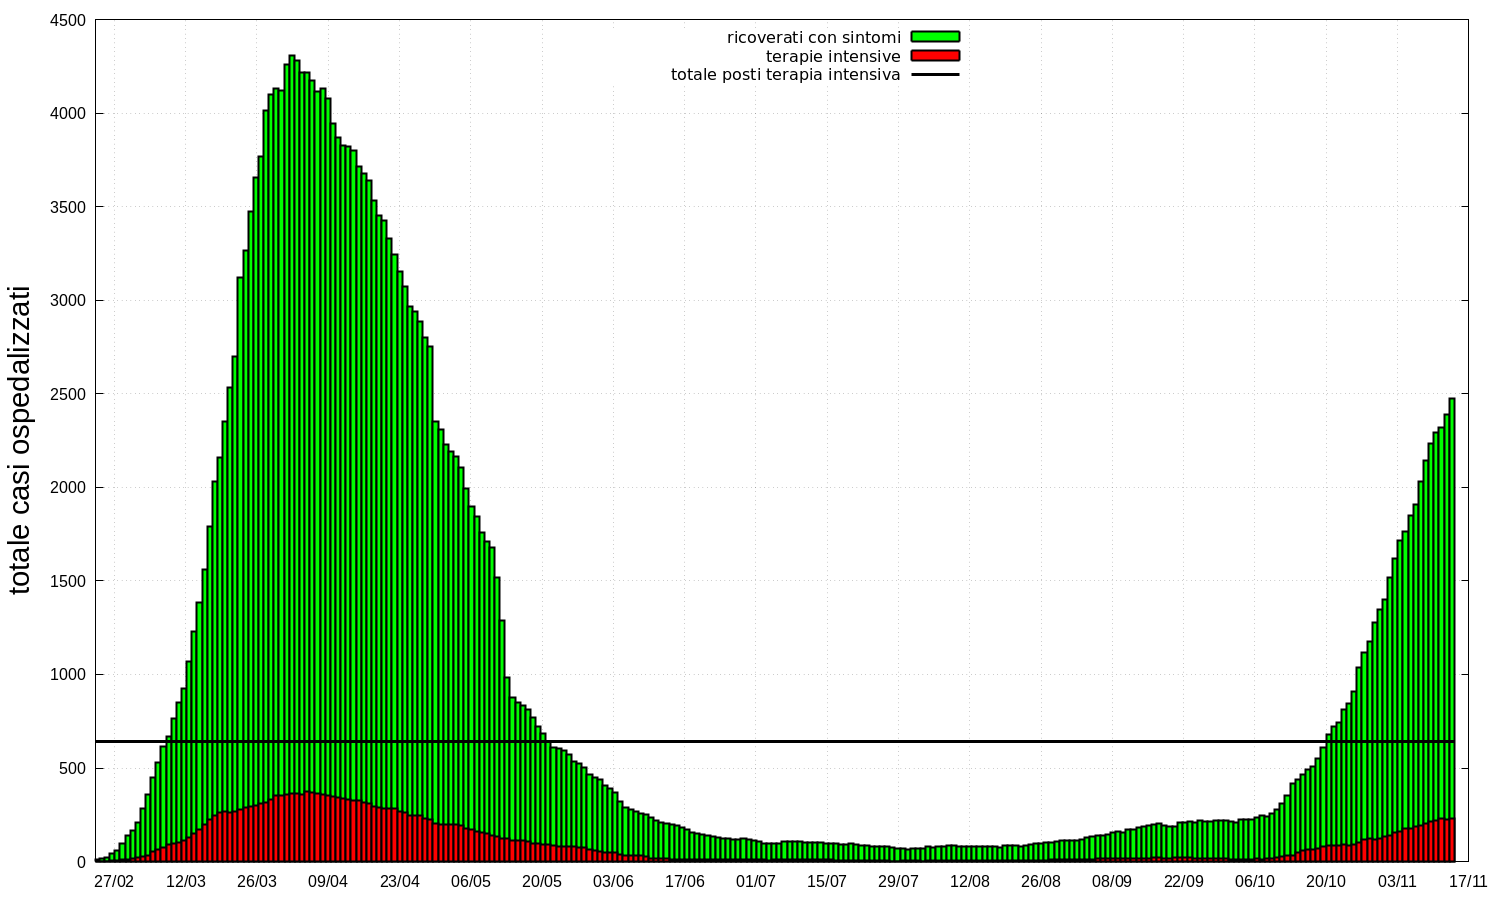 ricoverati con sintomi
terapie intensive
totale posti terapia intensiva
totale casi ospedalizzati
4500
4000
3500
3000
2500
2000
1500
1000
500
0
27/02 12/03 26/03 09/04 23/04 06/05 20/05 03/06 17/06 01/07 15/07 29/07 12/08 26/08 08/09 22/09 06/10 20/10 03/11 17/11